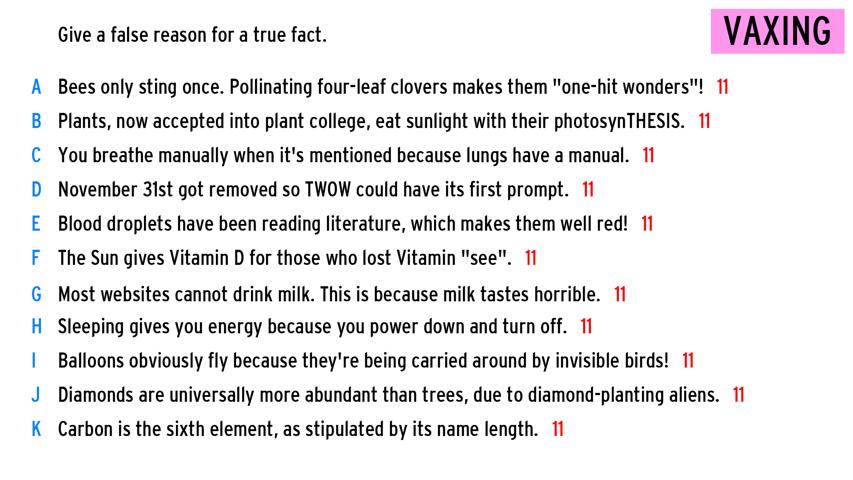 Give a false reason for a true fact.
VAXING
A Bees only sting once. Pollinating four-leaf clovers makes them "one-hit wonders"! 11
B Plants, now accepted into plant college, eat sunlight with their photosynTHESIS. 11
C You breathe manually when it's mentioned because lungs have a manual. 11
D November 31st got removed so TWOW could have its first prompt. 11
E Blood droplets have been reading literature, which makes them well red! 11
F The Sun gives Vitamin D for those who lost Vitamin "see". 11
G Most websites cannot drink milk. This is because milk tastes horrible. 11
H Sleeping gives you energy because you power down and turn off. 11
I Balloons obviously fly because they're being carried around by invisible birds! 11
J Diamonds are universally more abundant than trees, due to diamond-planting aliens. 11
K Carbon is the sixth element, as stipulated by its name length. 11